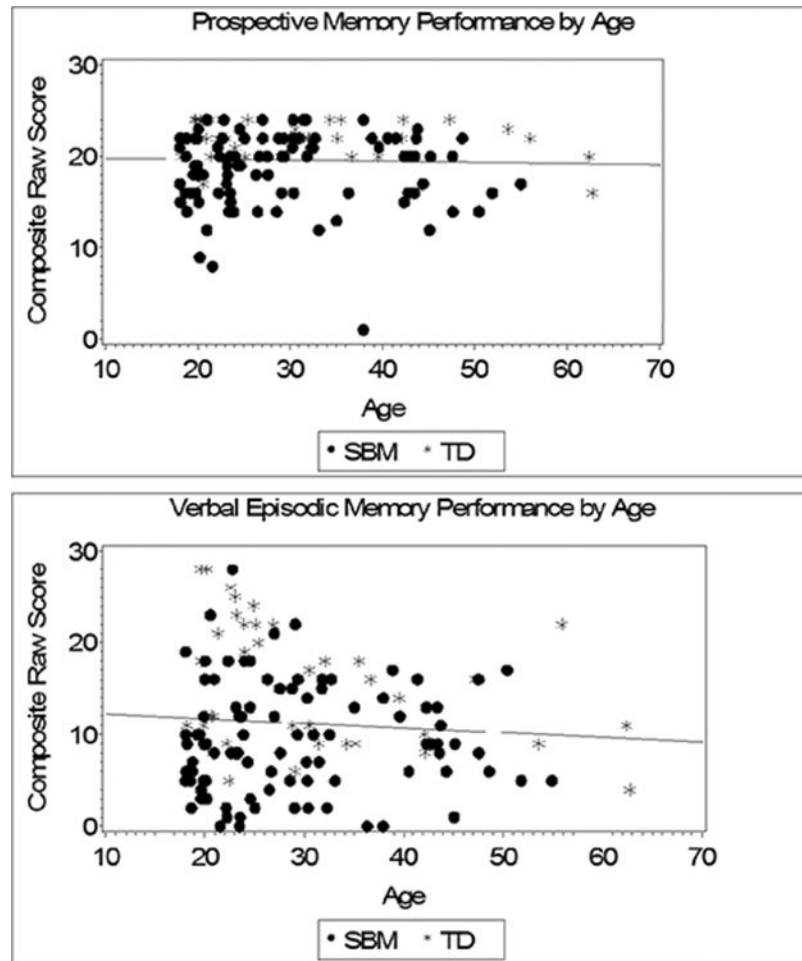 Prospective Memory Performance by Age
30
20
10
0
Composite Raw Score
10 20 30 40 50 60 70
Age
SBM TD
Verbal Episodic Memory Performance by Age
30
20
10
0
Composite Raw Score
10 20 30 40 50 60 70
Age
SBM TD